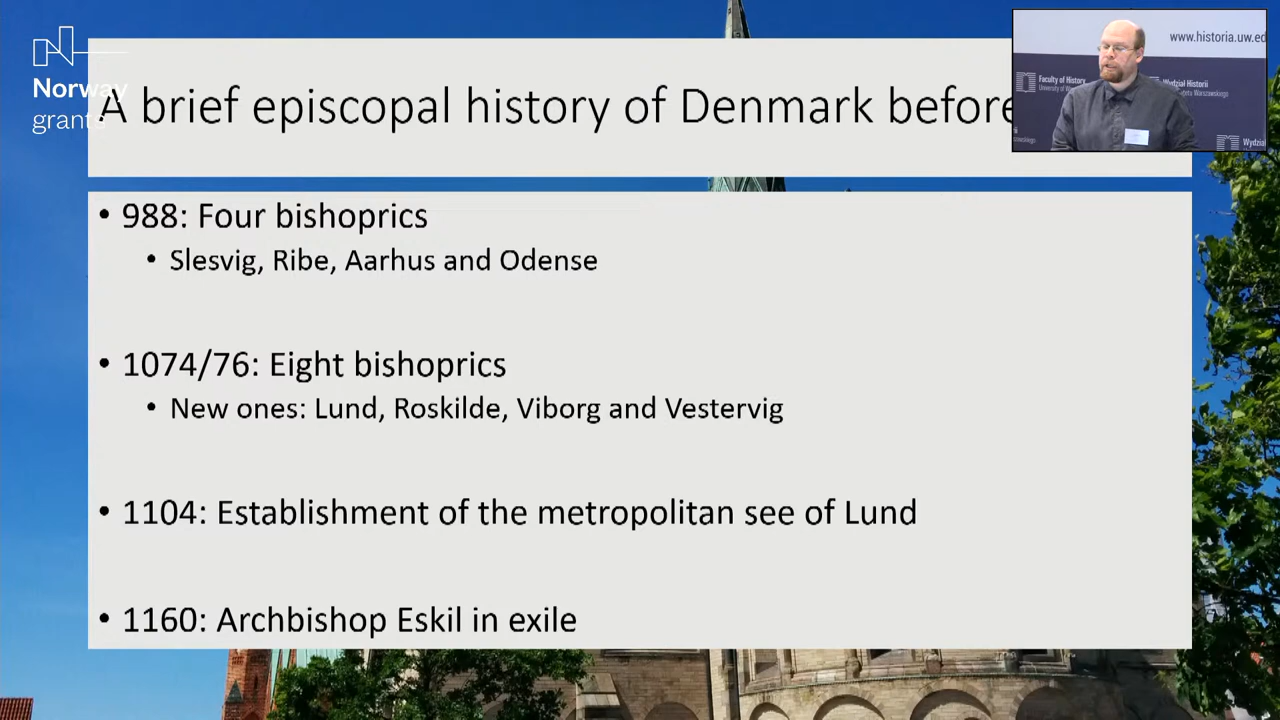 Norway
grants
A brief episcopal history of Denmark before
www.historia.uw.ed
Faculty of History
Wydział Historii
• 988: Four bishoprics
• Slesvig, Ribe, Aarhus and Odense
• 1074/76: Eight bishoprics
• New ones: Lund, Roskilde, Viborg and Vestervig
• 1104: Establishment of the metropolitan see of Lund
• 1160: Archbishop Eskil in exile